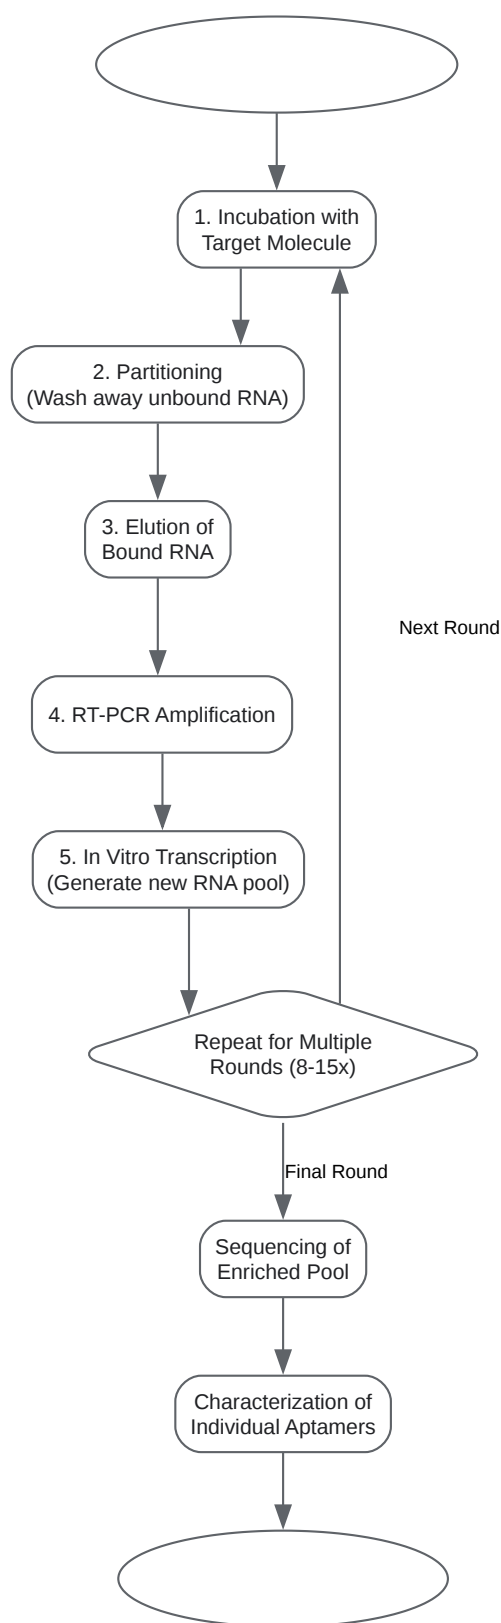 1. Incubation with
Target Molecule
2. Partitioning
(Wash away unbound RNA)
3. Elution of
Bound RNA
Next Round
4. RT-PCR Amplification
5. In Vitro Transcription
(Generate new RNA pool)
Repeat for Multiple
Rounds (8-15x)
Final Round
Sequencing of
Enriched Pool
Characterization of
Individual Aptamers